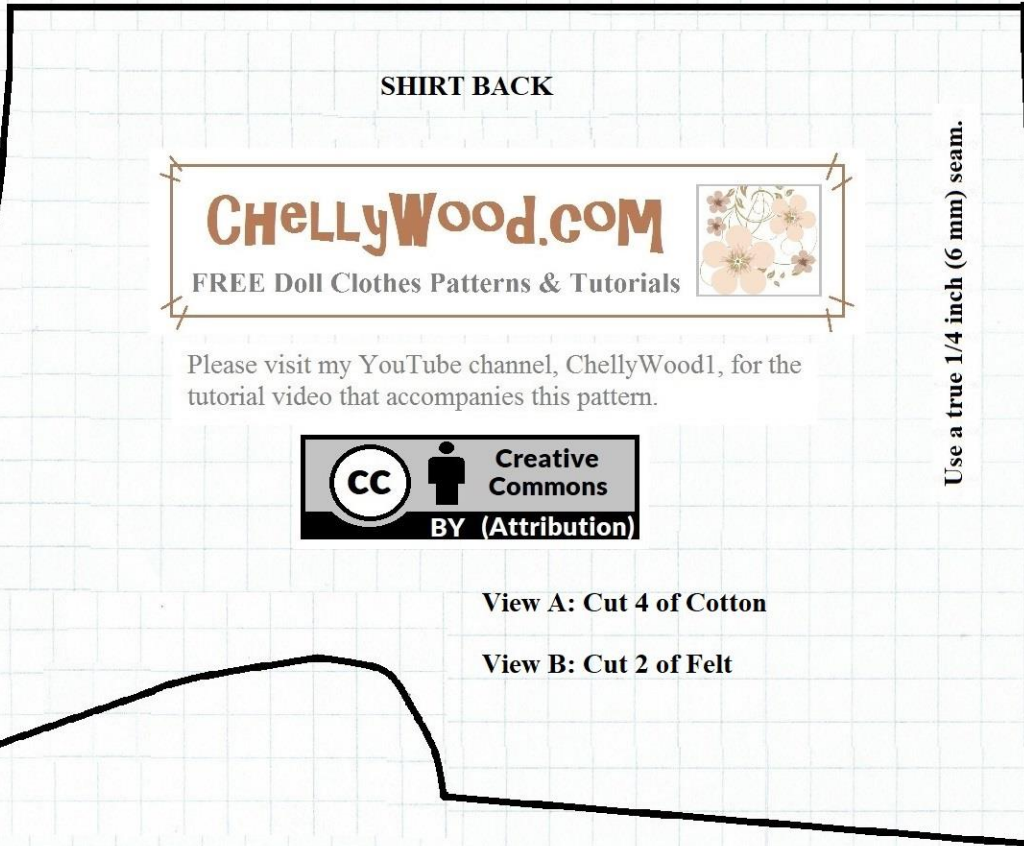 SHIRT BACK
CHeLLyWood.coM
FREE Doll Clothes Patterns & Tutorials
Please visit my YouTube channel, ChellyWood1, for the
tutorial video that accompanies this pattern.
CC
Creative
Commons
BY (Attribution)
Use a true 1/4 inch (6 mm) seam.
View A: Cut 4 of Cotton
View B: Cut 2 of Felt